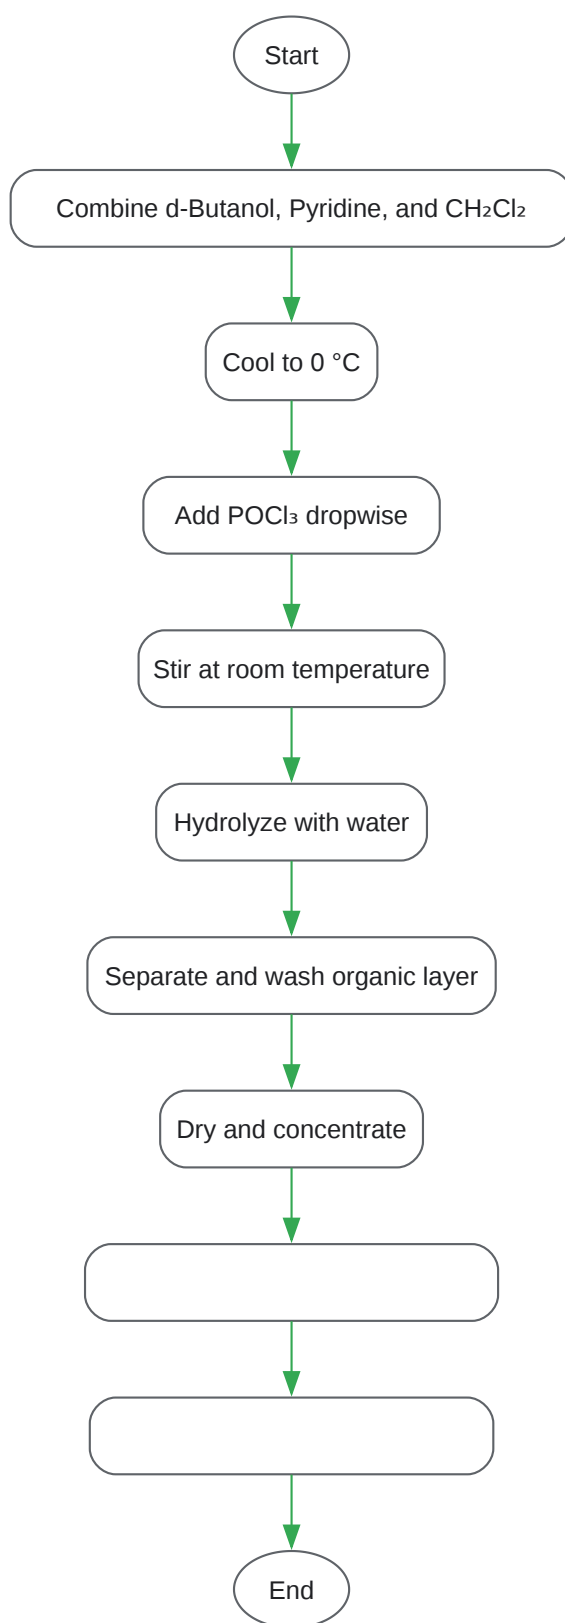 Start
Combine d-Butanol, Pyridine, and CH₂Cl₂
Cool to 0 °C
Add POCl₃ dropwise
Stir at room temperature
Hydrolyze with water
Separate and wash organic layer
Dry and concentrate
End